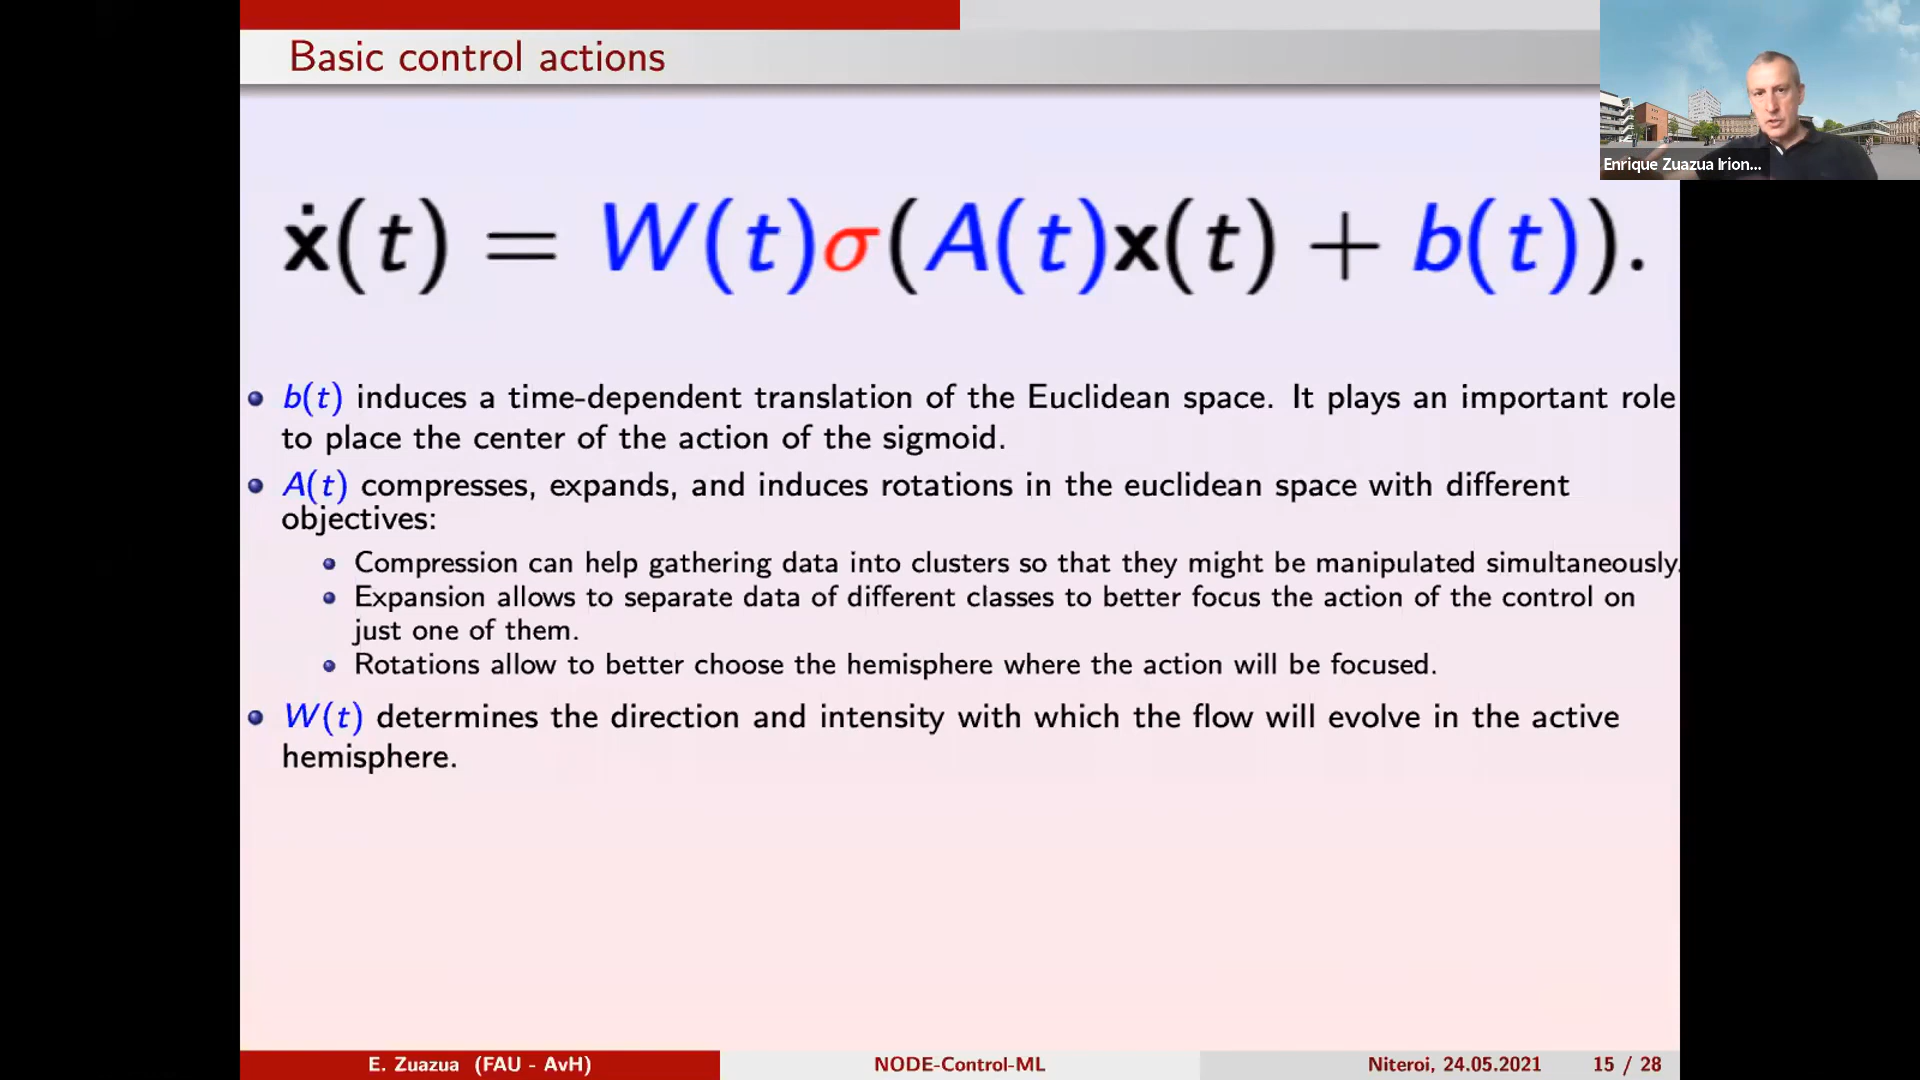 Basic control actions
Enrique Zuazua Irion...
ẋ(t) = W(t)σ(A(t)x(t) + b(t)).
b(t) induces a time-dependent translation of the Euclidean space. It plays an important role
to place the center of the action of the sigmoid.
A(t) compresses, expands, and induces rotations in the euclidean space with different
objectives:
Compression can help gathering data into clusters so that they might be manipulated simultaneously.
Expansion allows to separate data of different classes to better focus the action of the control on
just one of them.
Rotations allow to better choose the hemisphere where the action will be focused.
W(t) determines the direction and intensity with which the flow will evolve in the active
hemisphere.
E. Zuazua (FAU - AvH) NODE-Control-ML Niteroi, 24.05.2021 15 / 28